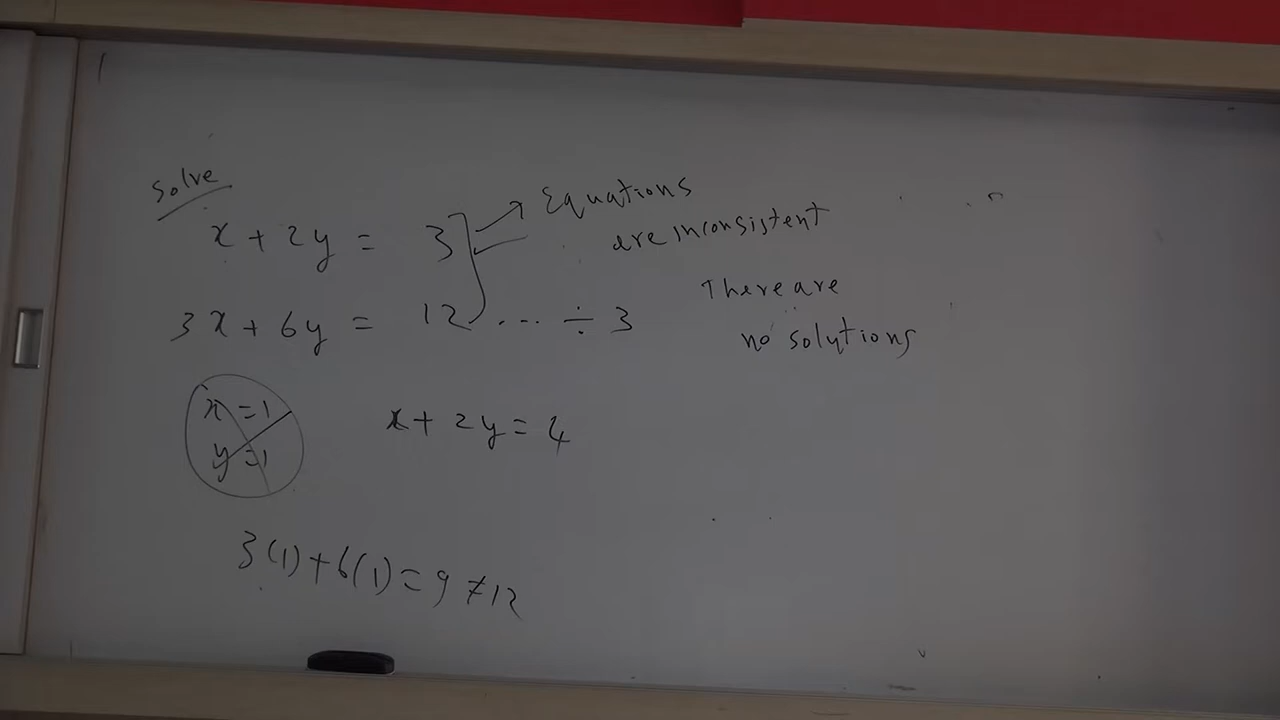 Solve
x + 2y = 3
Equations
are inconsistent
3x + 6y = 12 ... ÷ 3
There are
no solutions
x = 1
y = 1
x + 2y = 4
3(1) + 6(1) = 9 ≠ 12